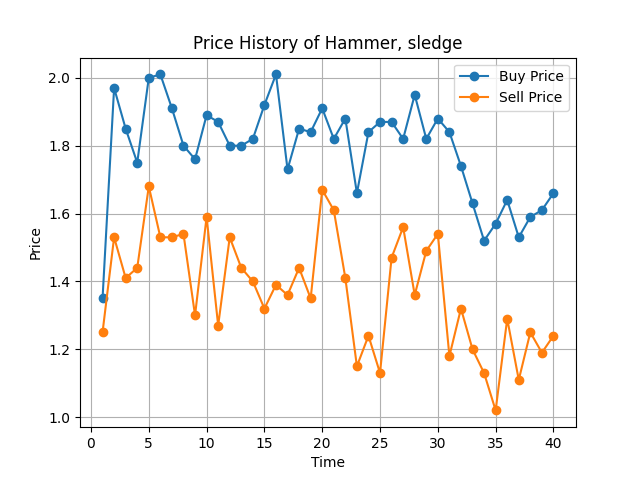 Price History of Hammer, sledge
Buy Price
Sell Price
Price
2.0
1.8
1.6
1.4
1.2
1.0
0 5 10 15 20 25 30 35 40
Time